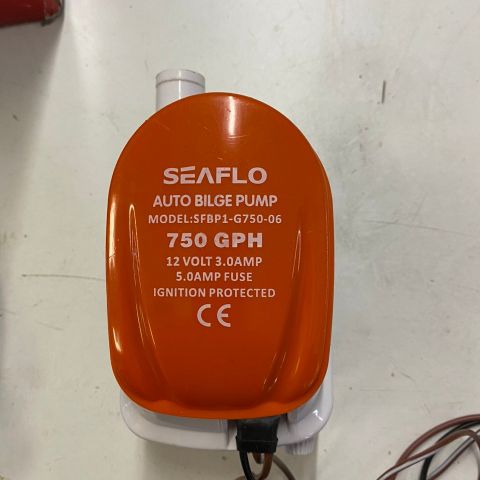 SEAFLO
AUTO BILGE PUMP
MODEL:SFBP1-G750-06
750 GPH
12 VOLT 3.0AMP
5.0AMP FUSE
IGNITION PROTECTED
CE